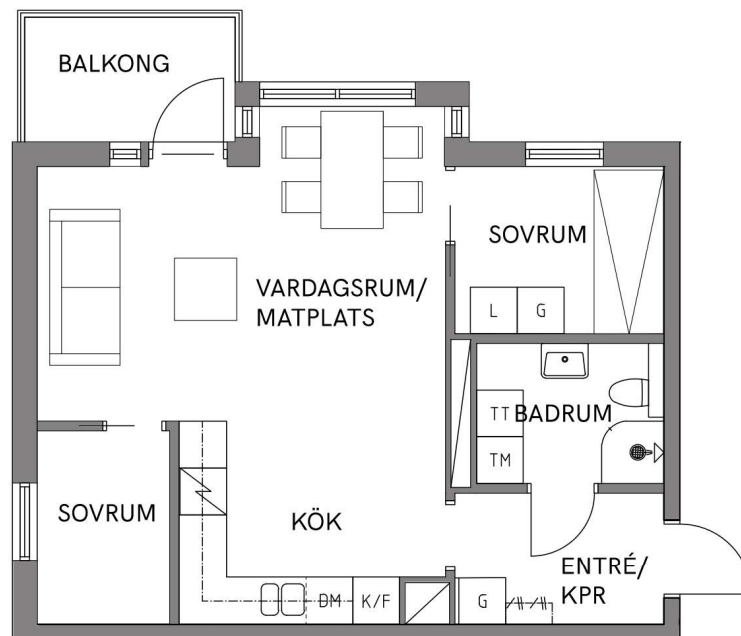 BALKONG
SOVRUM
VARDAGSRUM/
MATPLATS
L G
TT
BADRUM
TM
SOVRUM
KÖK
ENTRÉ/
KPR
DM K/F
G